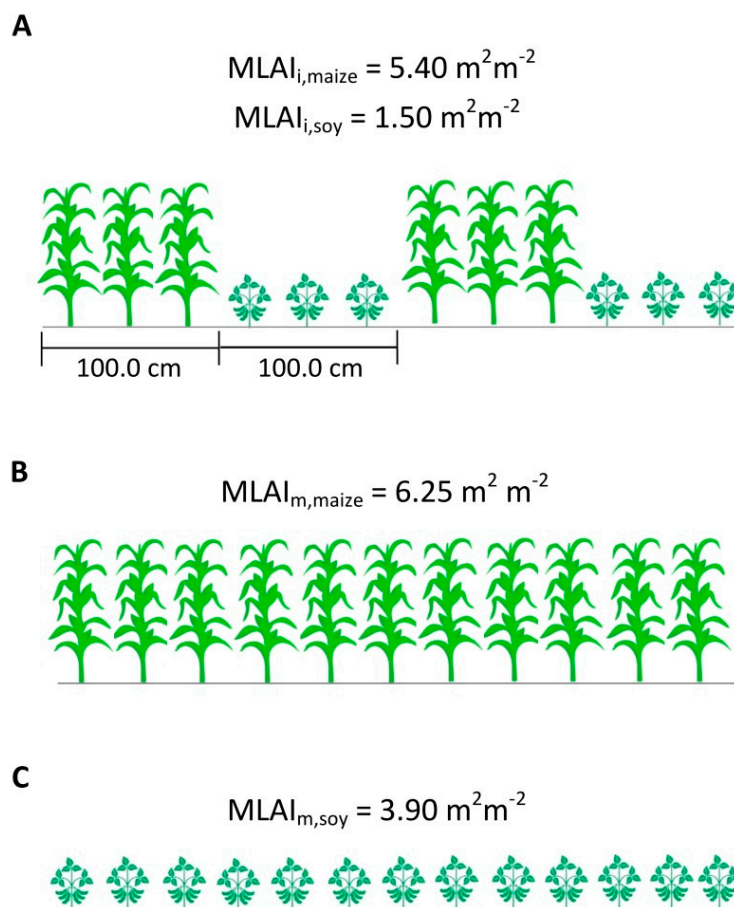 A
MLAIi,maize = 5.40 m²m⁻²
MLAIi,soy = 1.50 m²m⁻²
100.0 cm 100.0 cm
B
MLAIm,maize = 6.25 m² m⁻²
C
MLAIm,soy = 3.90 m²m⁻²